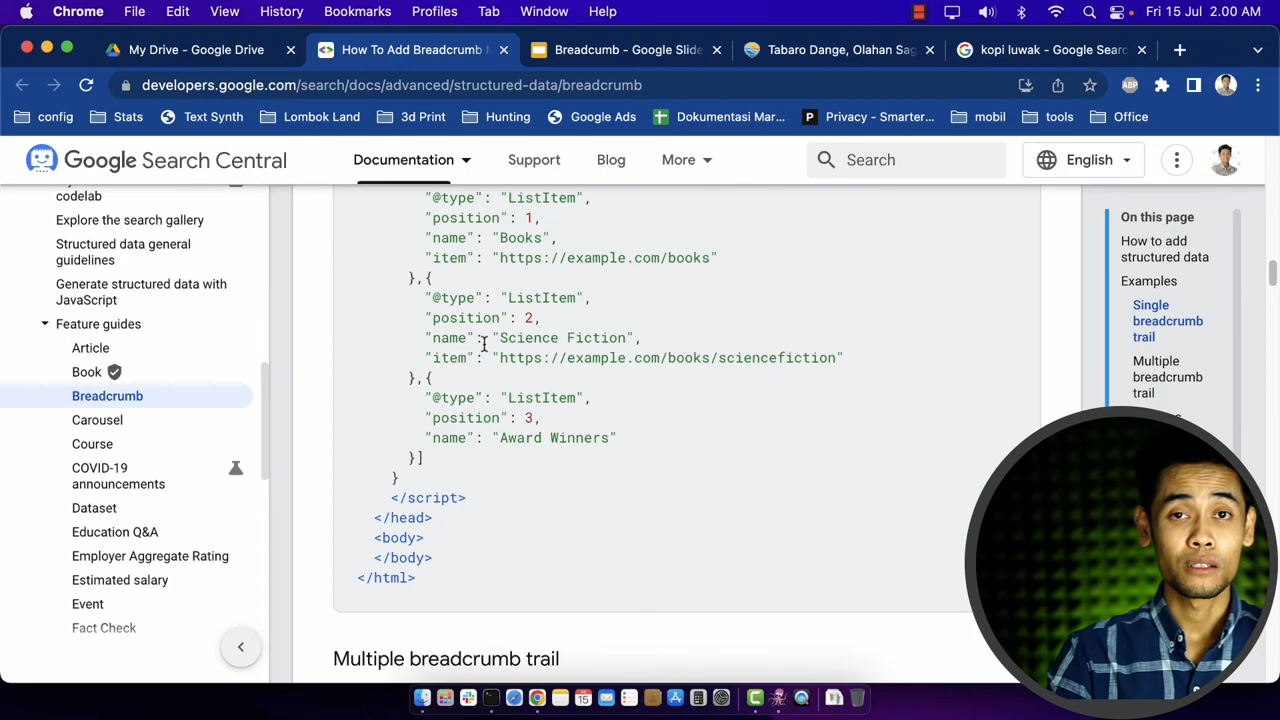 Chrome File Edit View History Bookmarks Profiles Tab Window Help Fri 15 Jul 2.00 AM
My Drive - Google Drive
How To Add Breadcrumb
Breadcumb - Google Slide
Tabaro Dange, Olahan Sag
kopi luwak - Google Searc
developers.google.com/search/docs/advanced/structured-data/breadcrumb
ABP
config Stats Text Synth Lombok Land 3d Print Hunting Google Ads Dokumentasi Mar... Privacy - Smarter... mobil tools Office
Google Search Central
Documentation Support Blog More
Search
English
codelab
Explore the search gallery
Structured data general
guidelines
Generate structured data with
JavaScript
Feature guides
Article
Book
Breadcrumb
Carousel
Course
COVID-19
announcements
Dataset
Education Q&A
Employer Aggregate Rating
Estimated salary
Event
Fact Check
"@type": "ListItem",
"position": 1,
"name": "Books",
"item": "https://example.com/books"
},{
"@type": "ListItem",
"position": 2,
"name": "Science Fiction",
"item": "https://example.com/books/sciencefiction"
},{
"@type": "ListItem",
"position": 3,
"name": "Award Winners"
}]
}
</script>
</head>
<body>
</body>
</html>
Multiple breadcrumb trail
On this page
How to add
structured data
Examples
Single
breadcrumb
trail
Multiple
breadcrumb
trail